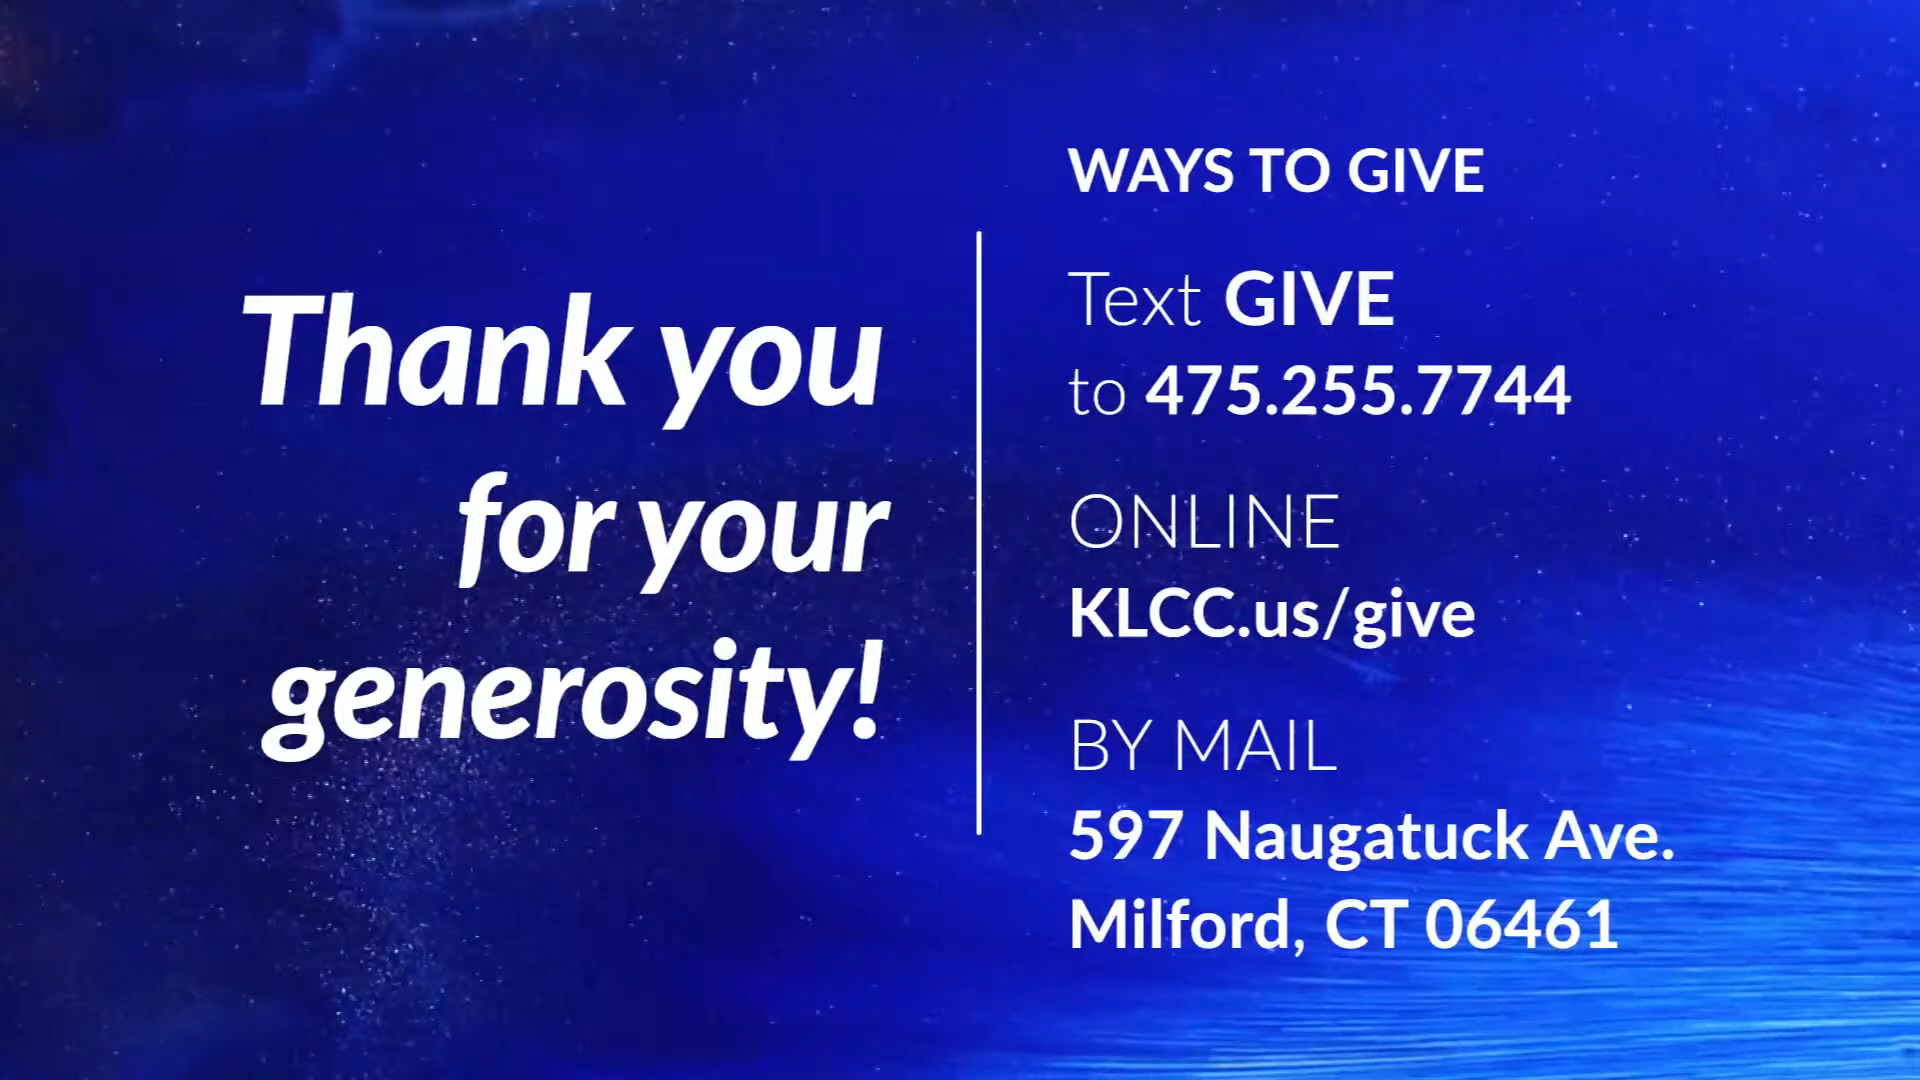 Thank you
for your
generosity!
WAYS TO GIVE
Text GIVE
to 475.255.7744
ONLINE
KLCC.us/give
BY MAIL
597 Naugatuck Ave.
Milford, CT 06461